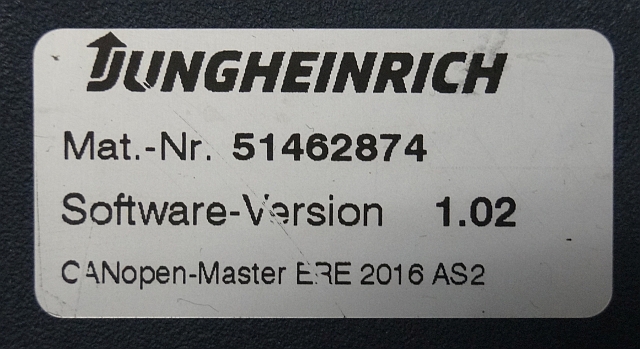 JUNGHEINRICH
Mat.-Nr. 51462874
Software-Version 1.02
CANopen-Master ERE 2016 AS2